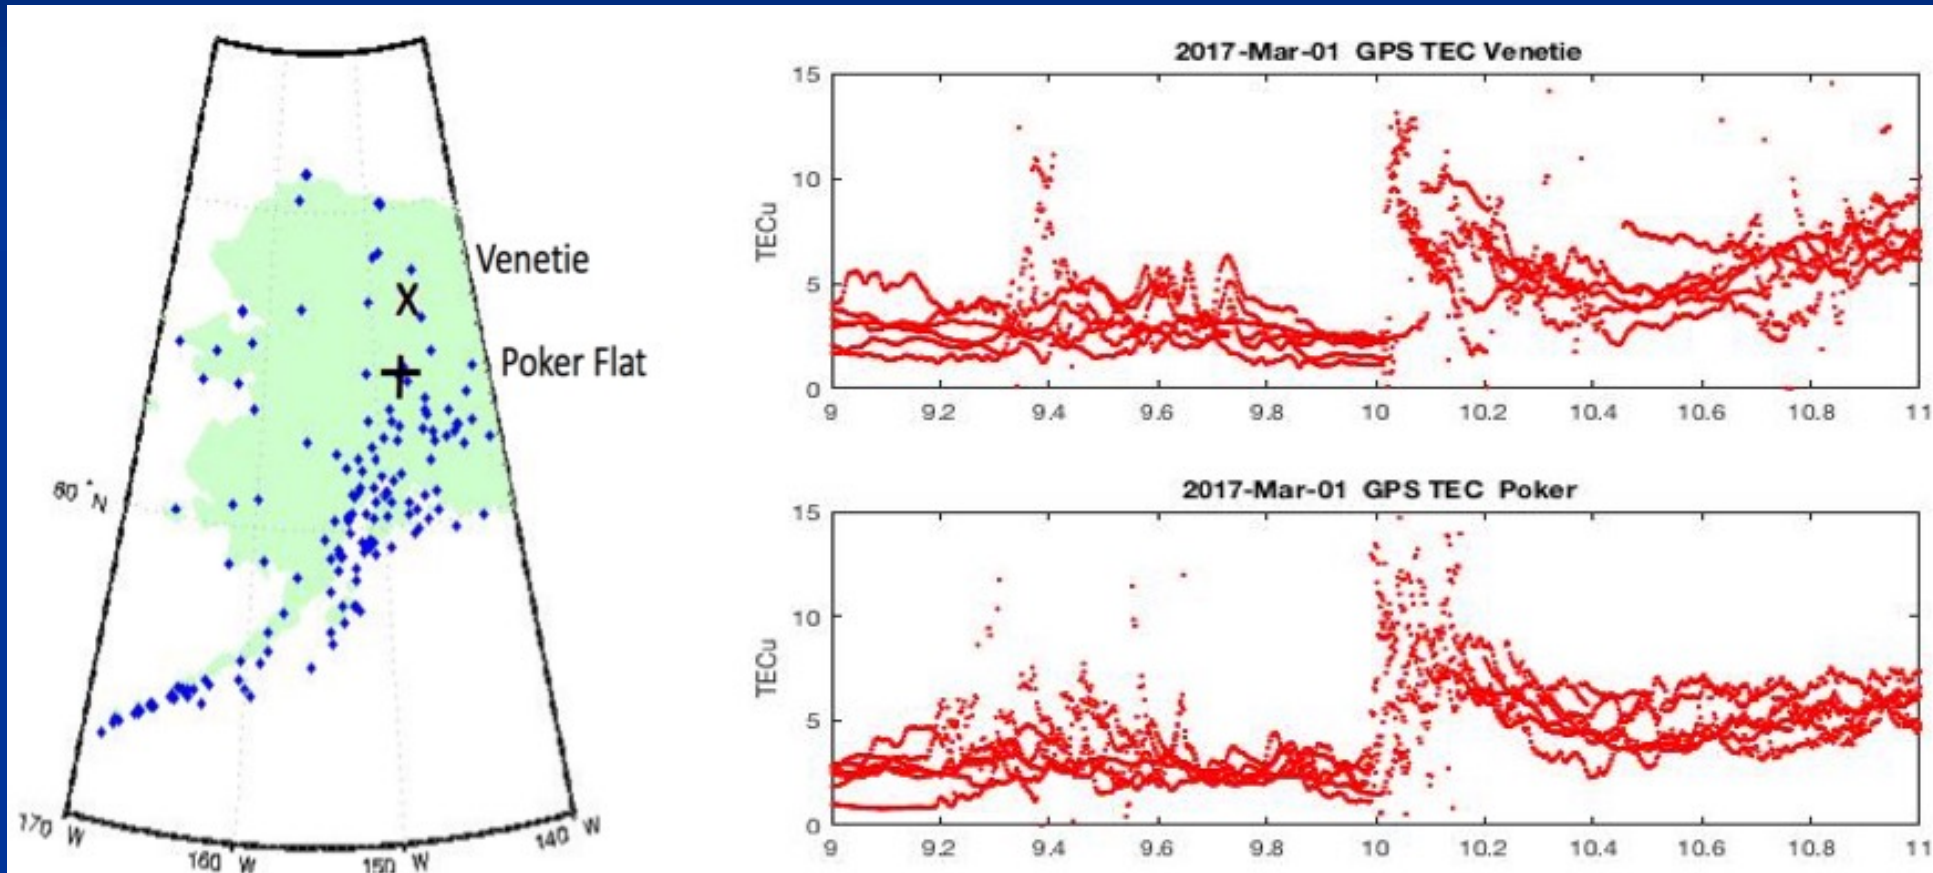 Venetie
Poker Flat
60°N
170 W
160 W
150 W
140 W
2017-Mar-01 GPS TEC Venetie
TECu
15
10
5
0
9 9.2 9.4 9.6 9.8 10 10.2 10.4 10.6 10.8 11
2017-Mar-01 GPS TEC Poker
TECu
15
10
5
0
9 9.2 9.4 9.6 9.8 10 10.2 10.4 10.6 10.8 11